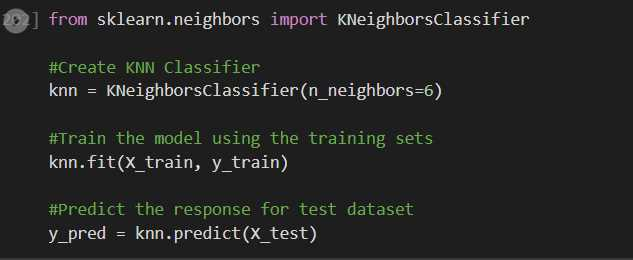 202] from sklearn.neighbors import KNeighborsClassifier
#Create KNN Classifier
knn = KNeighborsClassifier(n_neighbors=6)
#Train the model using the training sets
knn.fit(X_train, y_train)
#Predict the response for test dataset
y_pred = knn.predict(X_test)